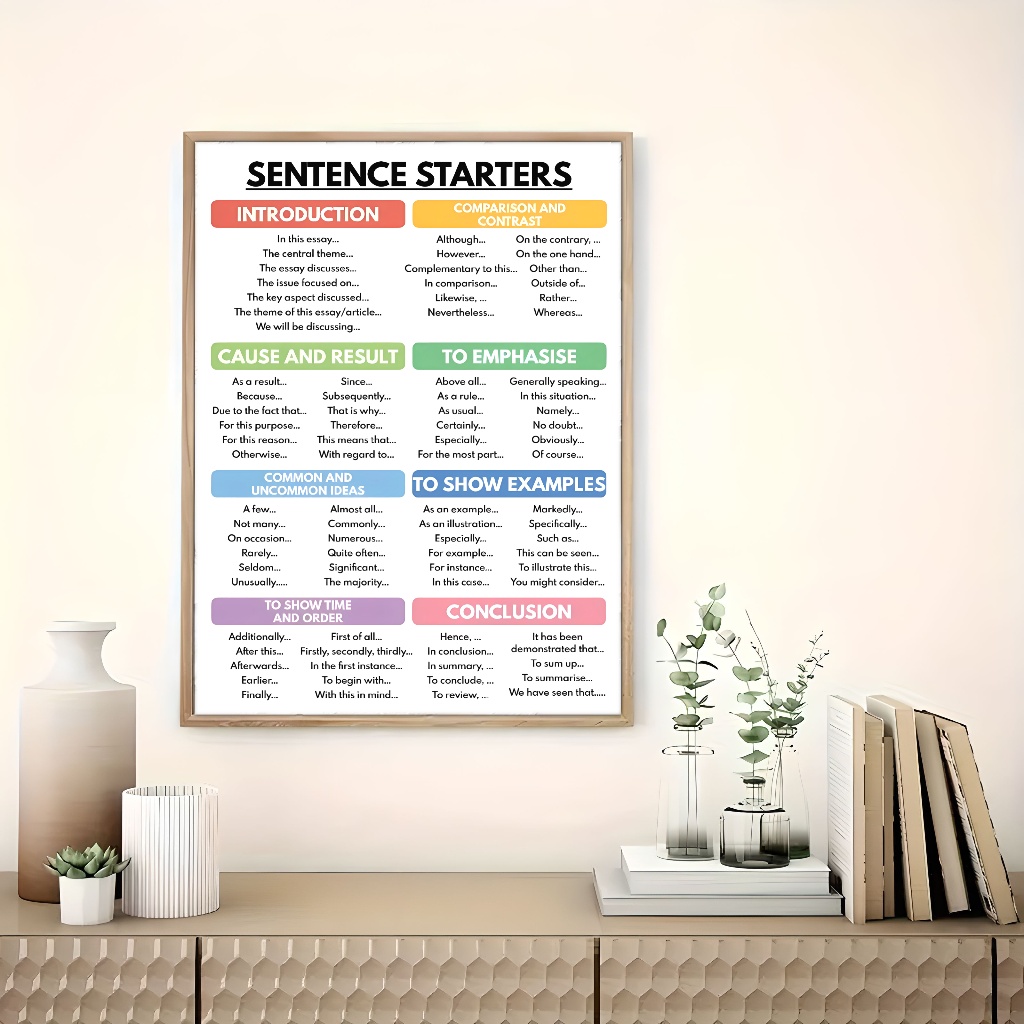 SENTENCE STARTERS
INTRODUCTION
In this essay...
The central theme...
The essay discusses...
The issue focused on...
The key aspect discussed...
The theme of this essay/article...
We will be discussing...
COMPARISON AND
CONTRAST
Although...
However...
Complementary to this...
In comparison...
Likewise, ...
Nevertheless...
On the contrary, ...
On the one hand...
Other than...
Outside of...
Rather...
Whereas...
CAUSE AND RESULT
As a result...
Because...
Due to the fact that...
For this purpose...
For this reason...
Otherwise...
Since...
Subsequently...
That is why...
Therefore...
This means that...
With regard to...
TO EMPHASISE
Above all...
As a rule...
As usual...
Certainly...
Especially...
For the most part...
Generally speaking...
In this situation...
Namely...
No doubt...
Obviously...
Of course...
COMMON AND
UNCOMMON IDEAS
A few...
Not many...
On occasion...
Rarely...
Seldom...
Unusually.....
Almost all...
Commonly...
Numerous...
Quite often...
Significant...
The majority...
TO SHOW EXAMPLES
As an example...
As an illustration...
Especially...
For example...
For instance...
In this case...
Markedly...
Specifically...
Such as...
This can be seen...
To illustrate this...
You might consider...
TO SHOW TIME
AND ORDER
Additionally...
After this...
Afterwards...
Earlier...
Finally...
First of all...
Firstly, secondly, thirdly...
In the first instance...
To begin with...
With this in mind...
CONCLUSION
Hence, ...
In conclusion...
In summary, ...
To conclude, ...
To review, ...
It has been
demonstrated that...
To sum up...
To summarise...
We have seen that.....